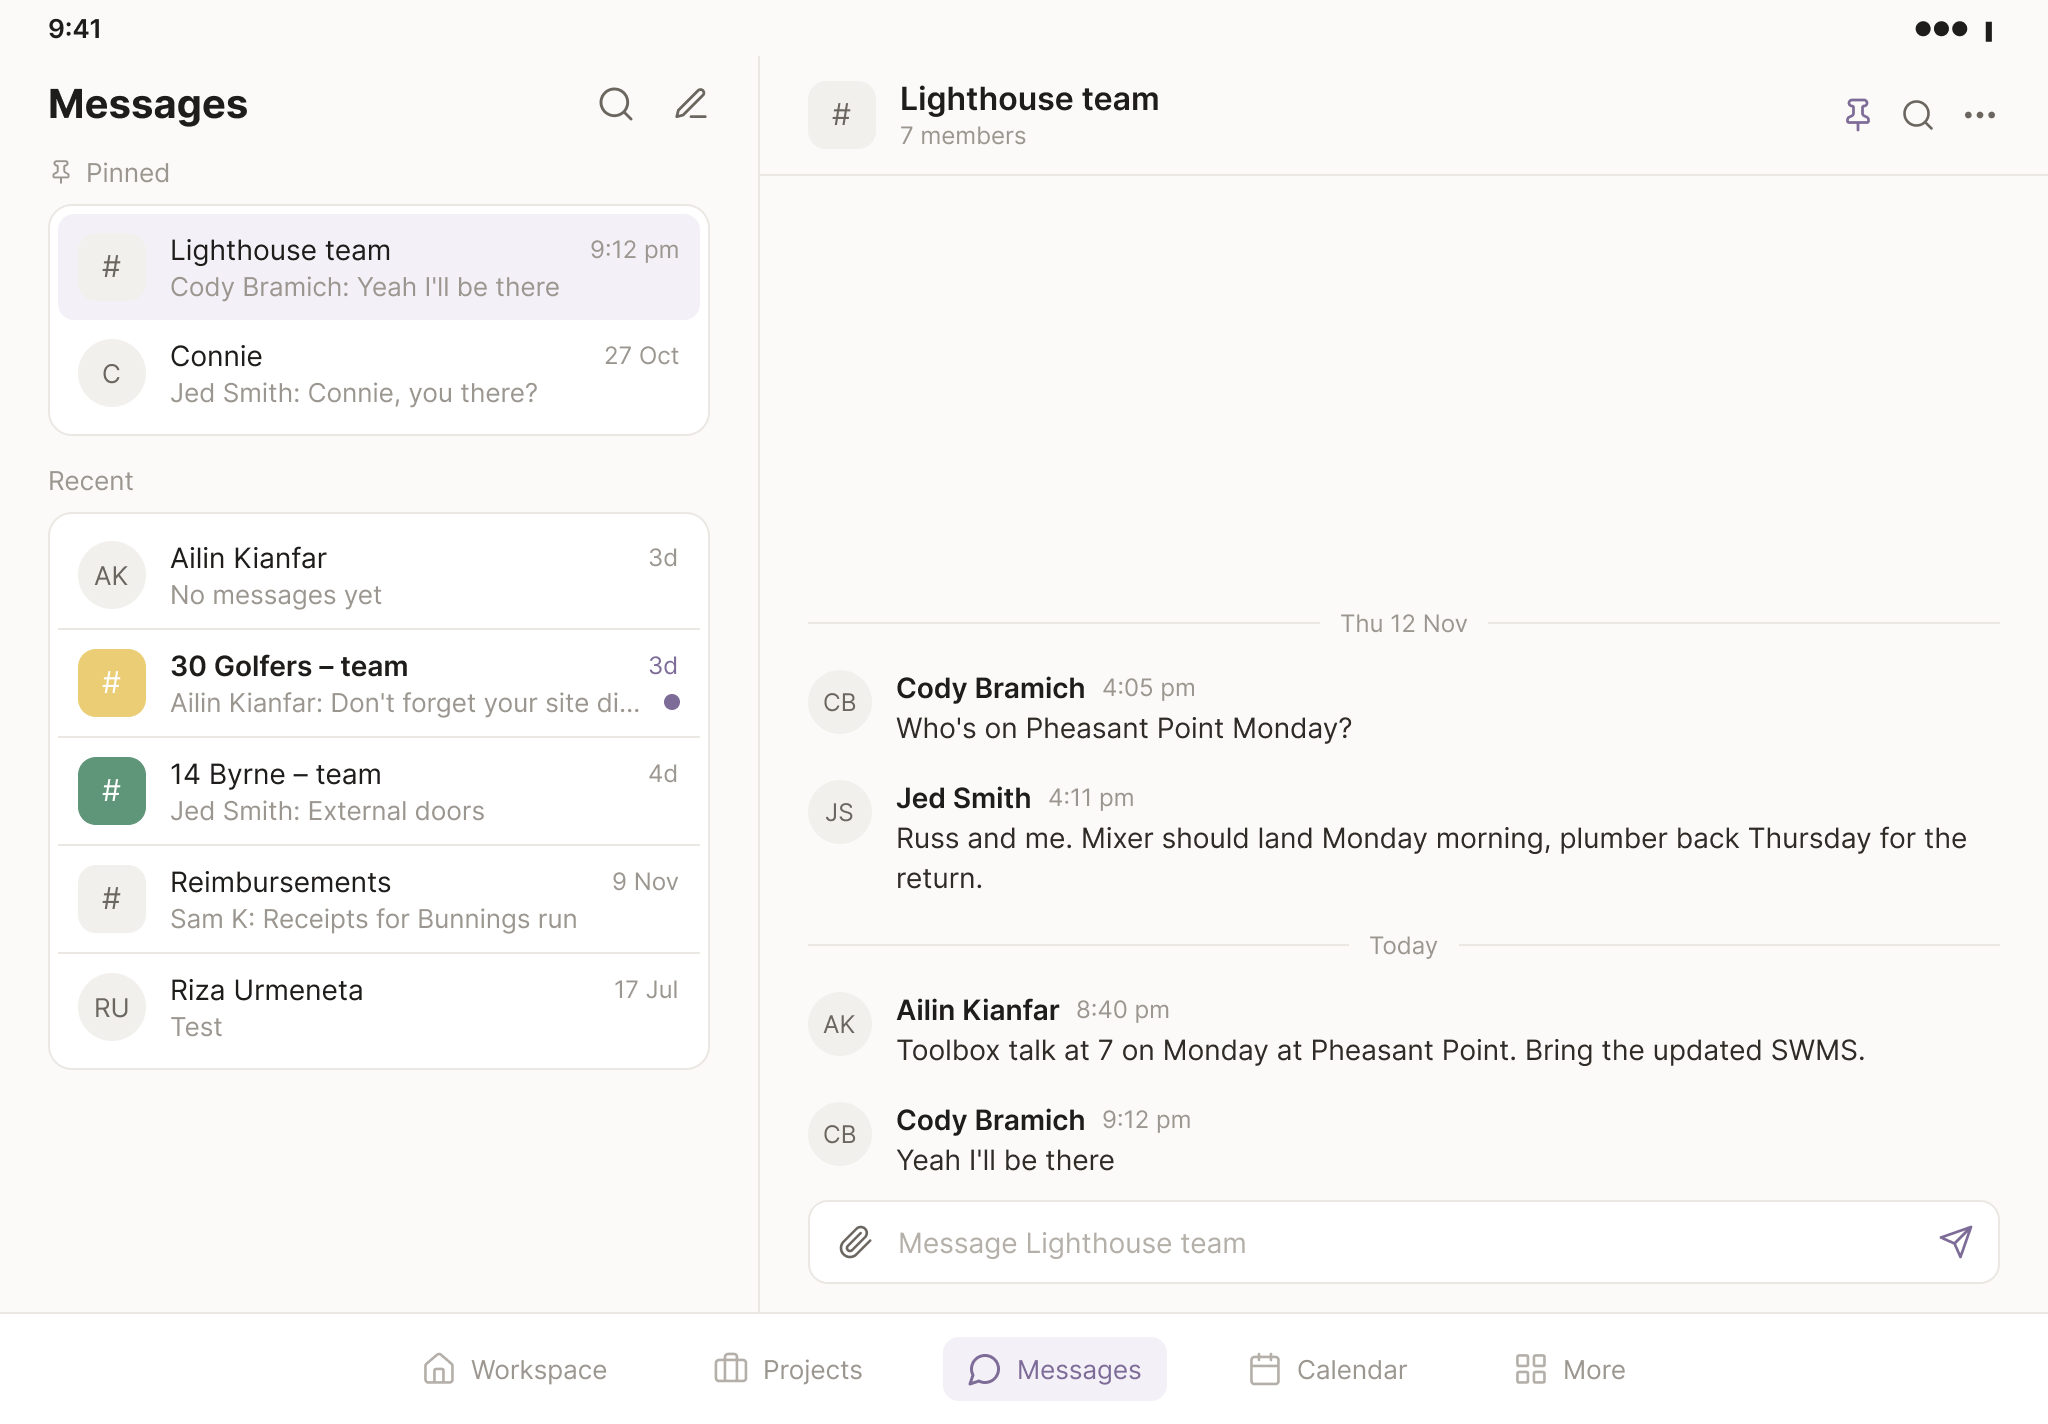 9:41
Messages
Pinned
#
Lighthouse team
9:12 pm
Cody Bramich: Yeah I'll be there
C
Connie
27 Oct
Jed Smith: Connie, you there?
Recent
AK
Ailin Kianfar
3d
No messages yet
#
30 Golfers – team
3d
Ailin Kianfar: Don't forget your site di...
#
14 Byrne – team
4d
Jed Smith: External doors
#
Reimbursements
9 Nov
Sam K: Receipts for Bunnings run
RU
Riza Urmeneta
17 Jul
Test
#
Lighthouse team
7 members
Thu 12 Nov
CB
Cody Bramich 4:05 pm
Who's on Pheasant Point Monday?
JS
Jed Smith 4:11 pm
Russ and me. Mixer should land Monday morning, plumber back Thursday for the
return.
Today
AK
Ailin Kianfar 8:40 pm
Toolbox talk at 7 on Monday at Pheasant Point. Bring the updated SWMS.
CB
Cody Bramich 9:12 pm
Yeah I'll be there
Message Lighthouse team
Workspace
Projects
Messages
Calendar
More